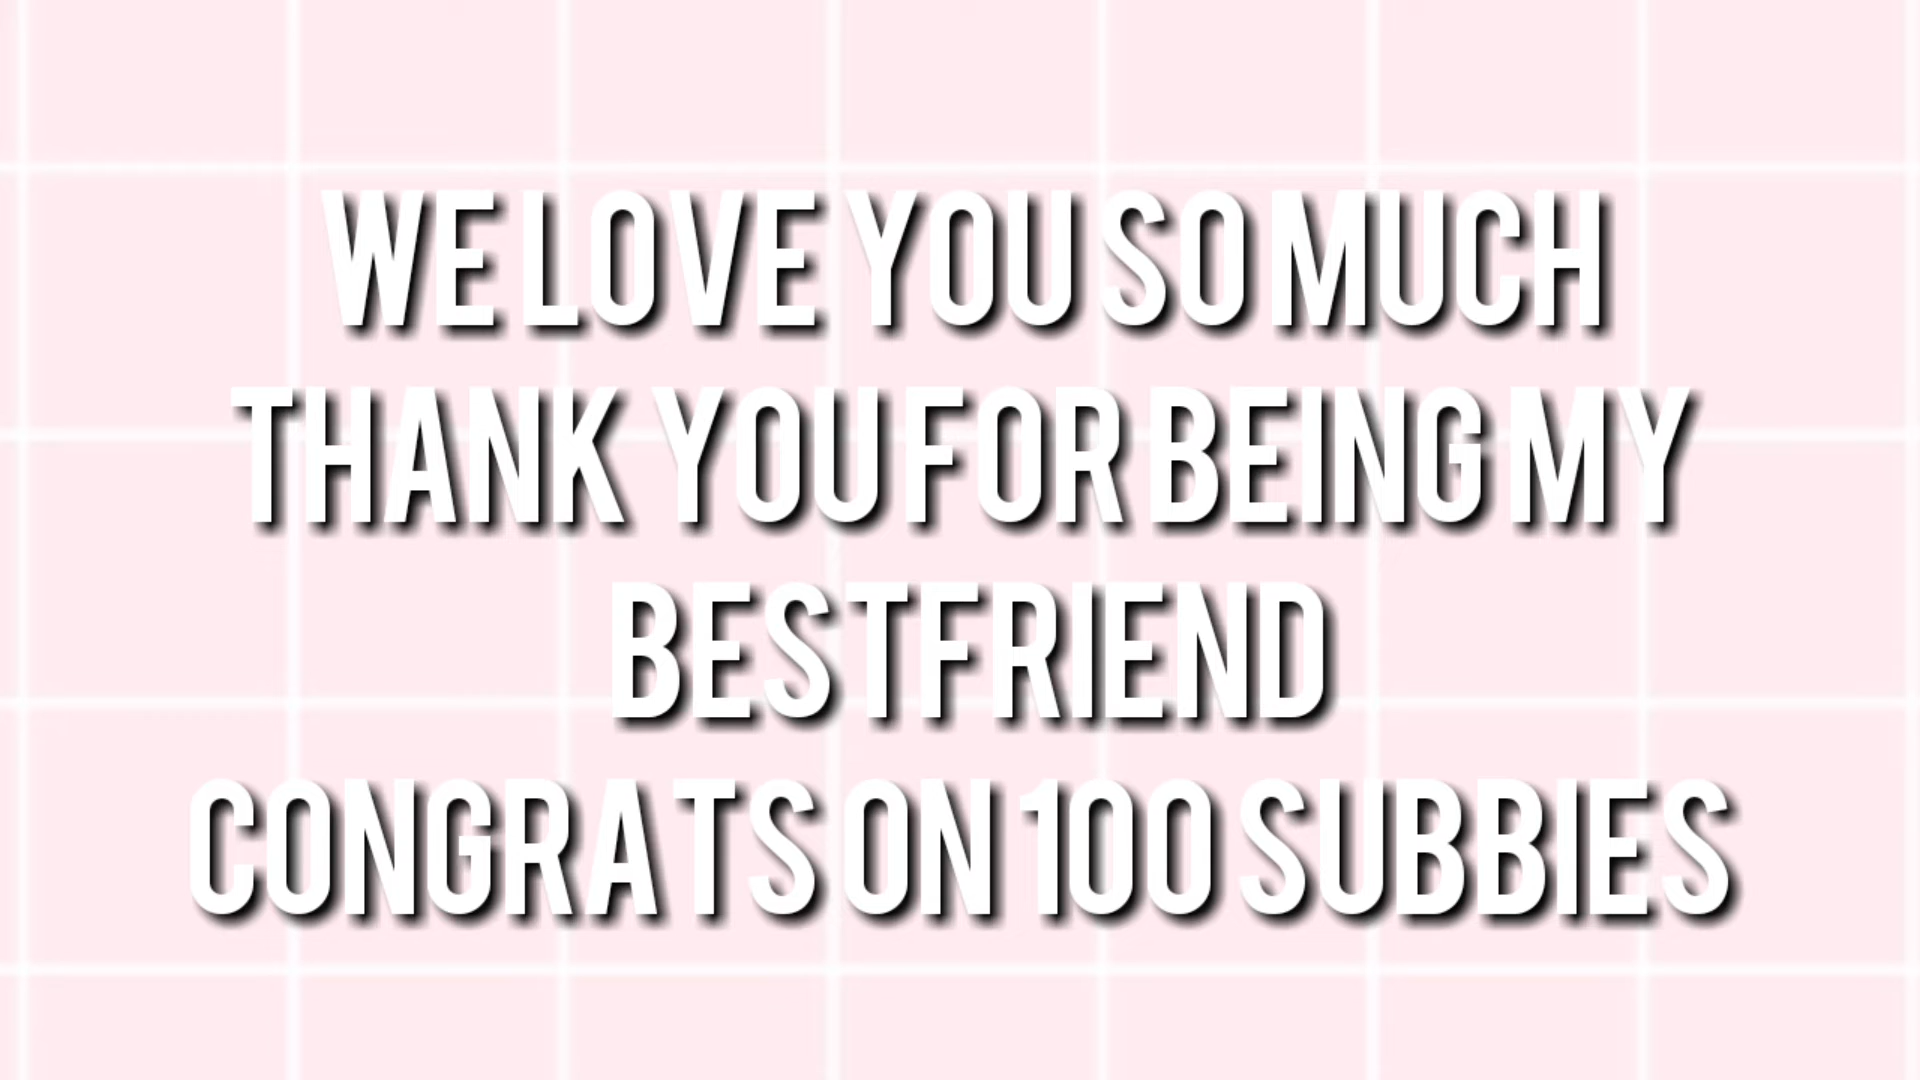 WE LOVE YOU SO MUCH
THANK YOU FOR BEING MY
BESTFRIEND
CONGRATS ON 100 SUBBIES